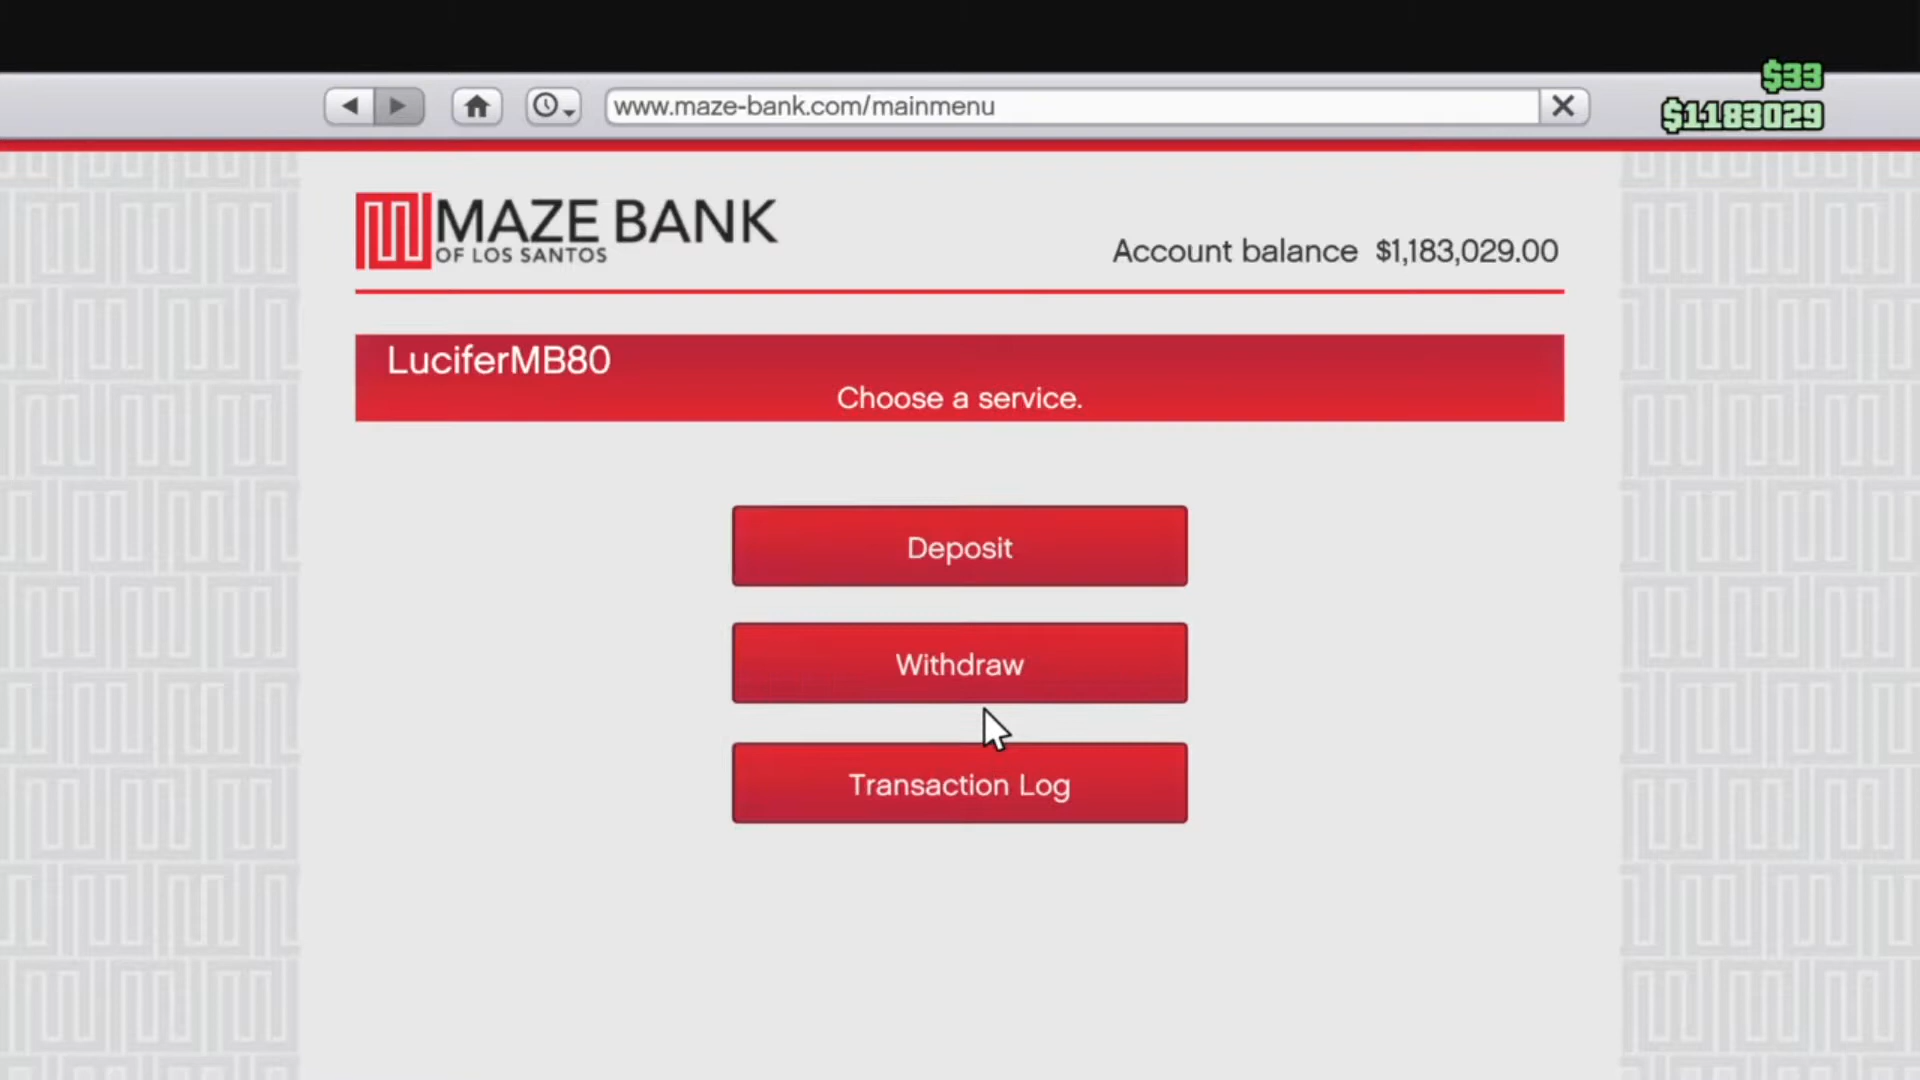 $33
www.maze-bank.com/mainmenu
$1183029
MAZE BANK
OF LOS SANTOS
Account balance $1,183,029.00
LuciferMB80
Choose a service.
Deposit
Withdraw
Transaction Log